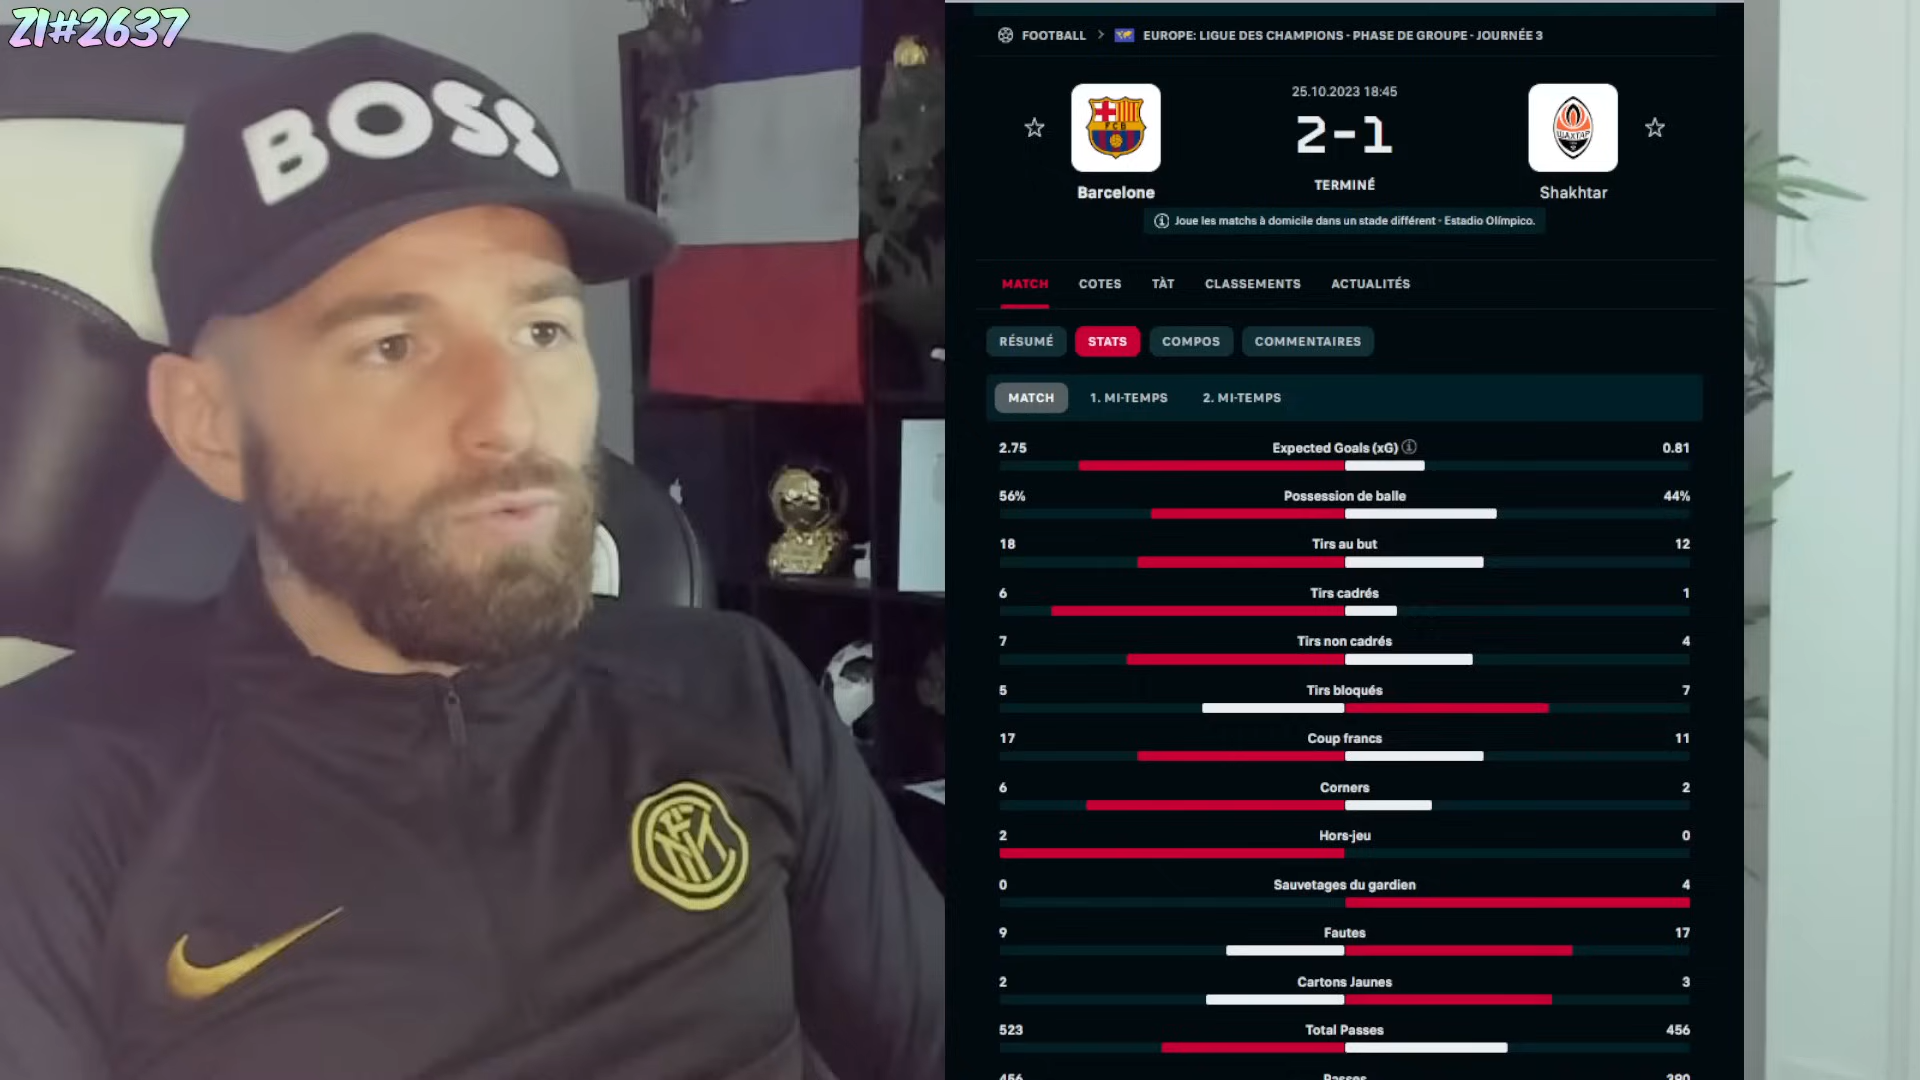 ZI#2637
BOSS
FOOTBALL > EUROPE: LIGUE DES CHAMPIONS - PHASE DE GROUPE - JOURNÉE 3
25.10.2023 18:45
2-1
TERMINÉ
FCB
Barcelone
ШАХТАР
Shakhtar
Joue les matchs à domicile dans un stade différent - Estadio Olímpico.
MATCH COTES TÀT CLASSEMENTS ACTUALITÉS
RÉSUMÉ STATS COMPOS COMMENTAIRES
MATCH 1. MI-TEMPS 2. MI-TEMPS
2.75 Expected Goals (xG) 0.81
56% Possession de balle 44%
18 Tirs au but 12
6 Tirs cadrés 1
7 Tirs non cadrés 4
5 Tirs bloqués 7
17 Coup francs 11
6 Corners 2
2 Hors-jeu 0
0 Sauvetages du gardien 4
9 Fautes 17
2 Cartons Jaunes 3
523 Total Passes 456
456 Passes 390